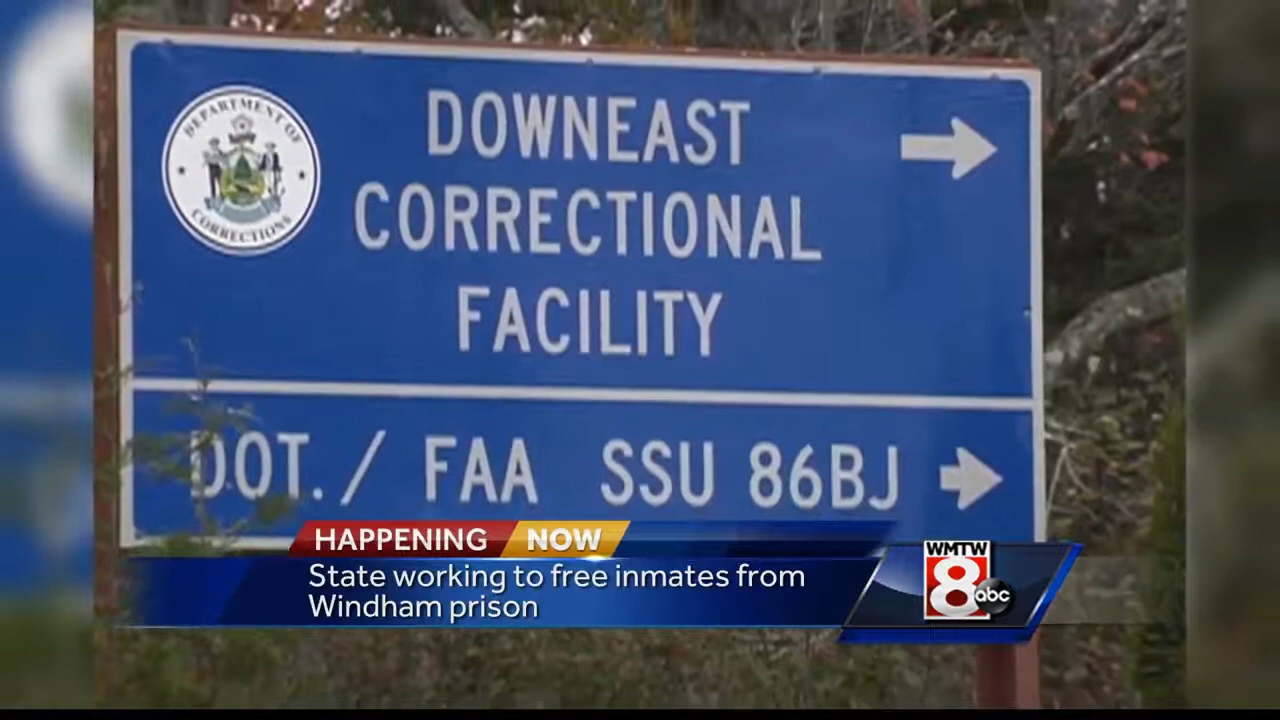 DEPARTMENT OF
CORRECTIONS
DOWNEAST
CORRECTIONAL
FACILITY
DOT. / FAA SSU 86BJ
HAPPENING NOW
State working to free inmates from
Windham prison
WMTW
8
abc